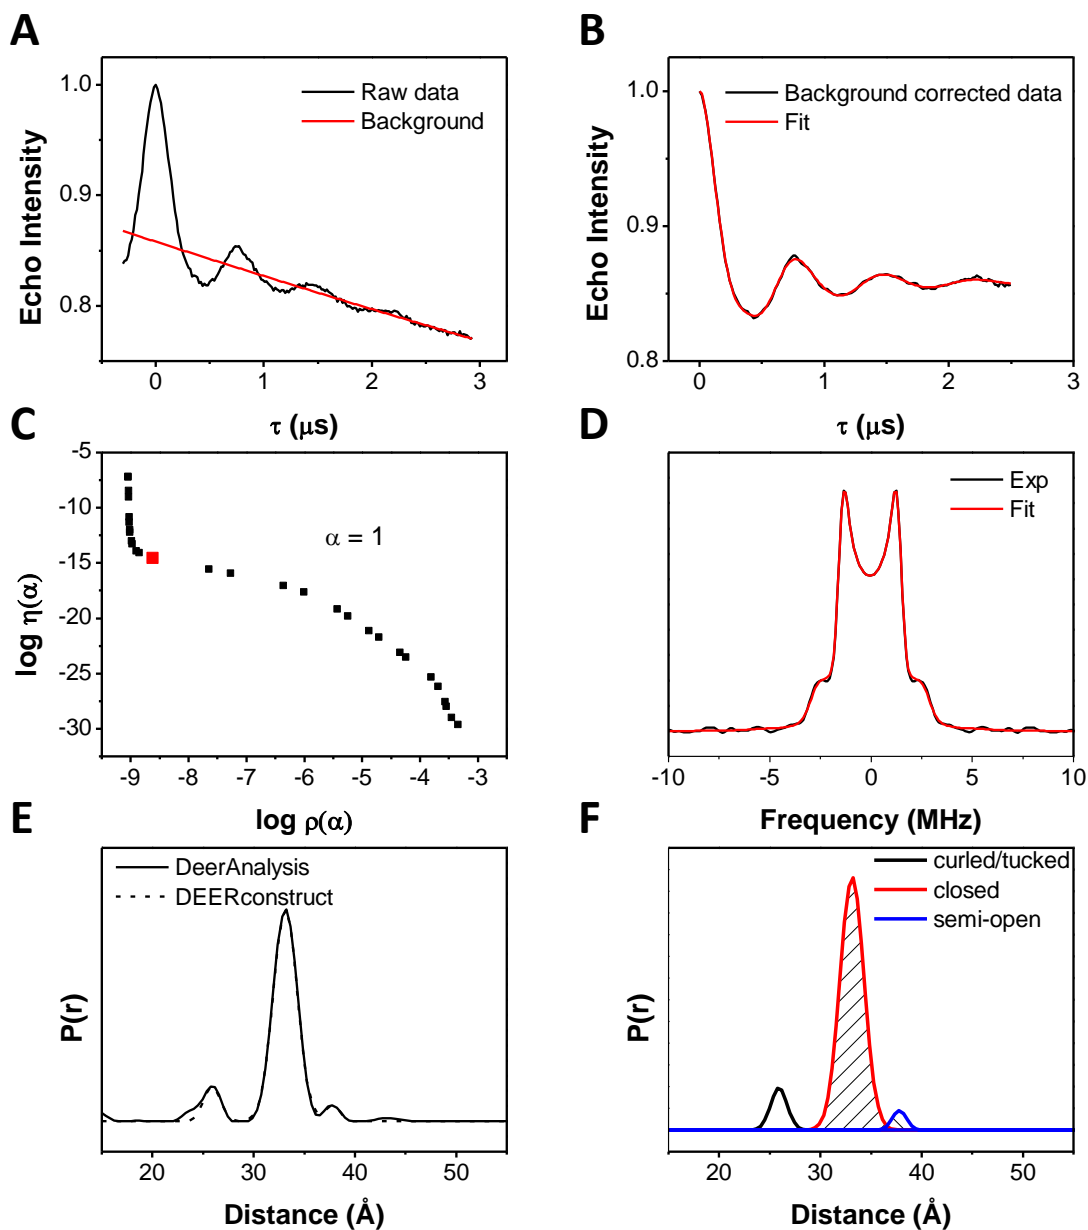 A
Raw data
Background
1.0
0.9
0.8
Echo Intensity
0 1 2 3
τ (μs)
B
Background corrected data
Fit
1.0
0.9
0.8
Echo Intensity
0 1 2 3
τ (μs)
C
α = 1
-5
-10
-15
-20
-25
-30
log η(α)
-9 -8 -7 -6 -5 -4 -3
log ρ(α)
D
Exp
Fit
-10 -5 0 5 10
Frequency (MHz)
E
DeerAnalysis
DEERconstruct
P(r)
20 30 40 50
Distance (Å)
F
curled/tucked
closed
semi-open
P(r)
20 30 40 50
Distance (Å)